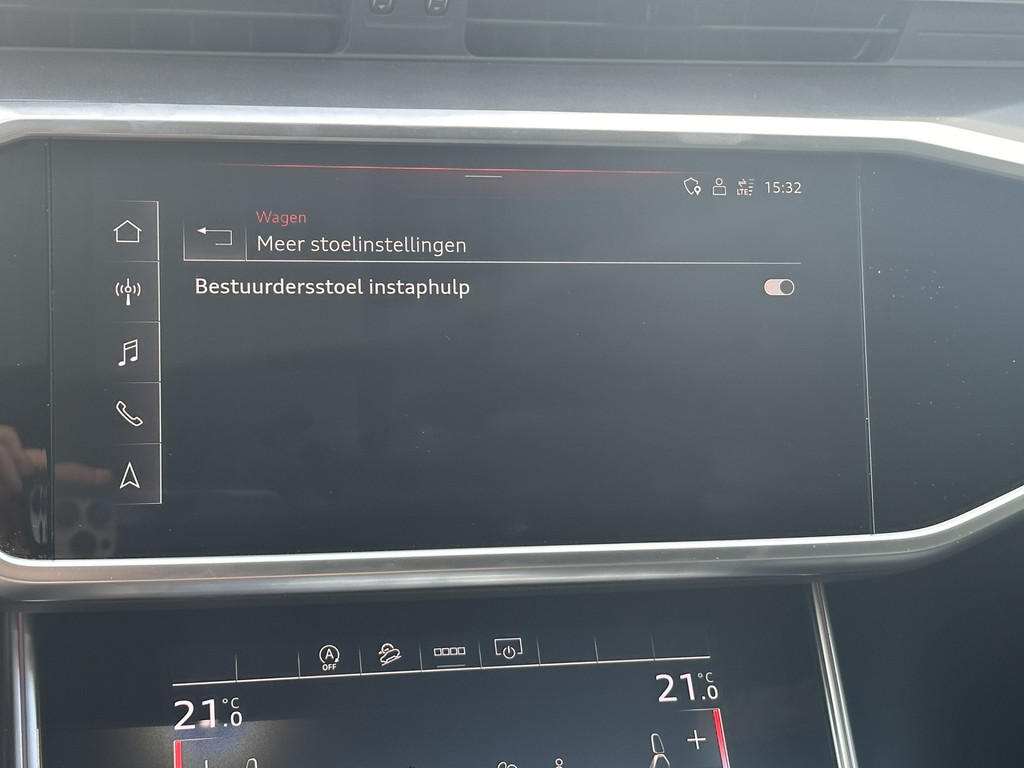 LTE 15:32
Wagen
Meer stoelinstellingen
Bestuurdersstoel instaphulp
A
OFF
21.0 °C
21.0 °C
+